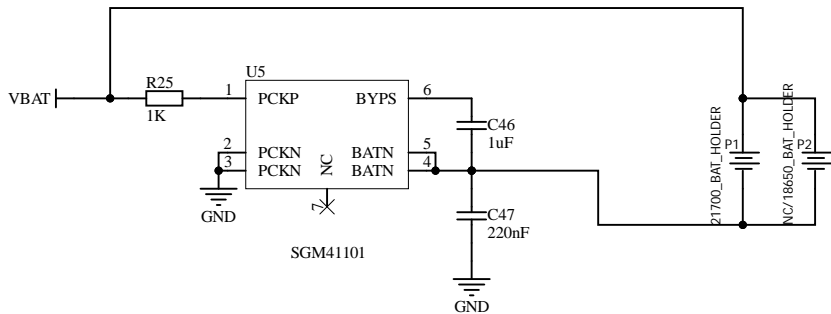 U5
R25
VBAT
1K
1
PCKP
BYPS
6
C46
1uF
2
PCKN
BATN
5
3
PCKN
BATN
4
NC
7
GND
C47
220nF
SGM41101
GND
21700_BAT_HOLDER
P1
NC/18650_BAT_HOLDER
P2